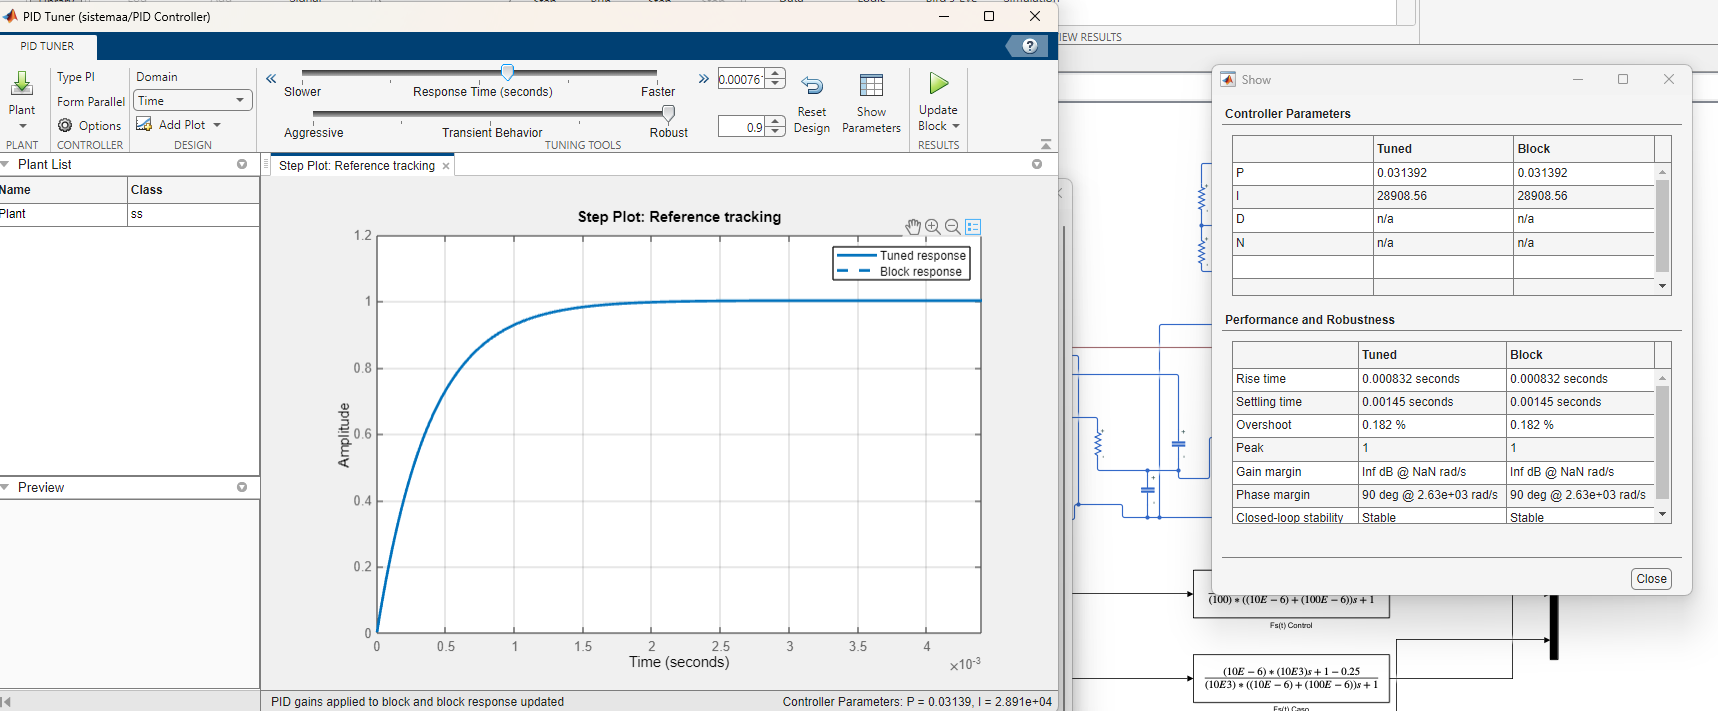 PID Tuner (sistemaa/PID Controller)
PID TUNER
VIEW RESULTS
Plant
PLANT
Type PI
Form Parallel
Options
CONTROLLER
Domain
Time
Add Plot
DESIGN
Slower
Response Time (seconds)
Faster
0.00076
Aggressive
Transient Behavior
Robust
0.9
TUNING TOOLS
Reset Design
Show Parameters
Update Block
RESULTS
Plant List
Name Class
Plant ss
Preview
Step Plot: Reference tracking
Step Plot: Reference tracking
Tuned response
Block response
Amplitude
1.2
1
0.8
0.6
0.4
0.2
0
0 0.5 1 1.5 2 2.5 3 3.5 4
×10-3
Time (seconds)
PID gains applied to block and block response updated
Controller Parameters: P = 0.03139, I = 2.891e+04
Show
Controller Parameters
Tuned Block
P 0.031392 0.031392
I 28908.56 28908.56
D n/a n/a
N n/a n/a
Performance and Robustness
Tuned Block
Rise time 0.000832 seconds 0.000832 seconds
Settling time 0.00145 seconds 0.00145 seconds
Overshoot 0.182 % 0.182 %
Peak 1 1
Gain margin Inf dB @ NaN rad/s Inf dB @ NaN rad/s
Phase margin 90 deg @ 2.63e+03 rad/s 90 deg @ 2.63e+03 rad/s
Closed-loop stability Stable Stable
Close
(100) * ((10E − 6) + (100E − 6))s + 1
Fs(t) Control
(10E − 6) * (10E3)s + 1 − 0.25
(10E3) * ((10E − 6) + (100E − 6))s + 1
Fs(t) Caso